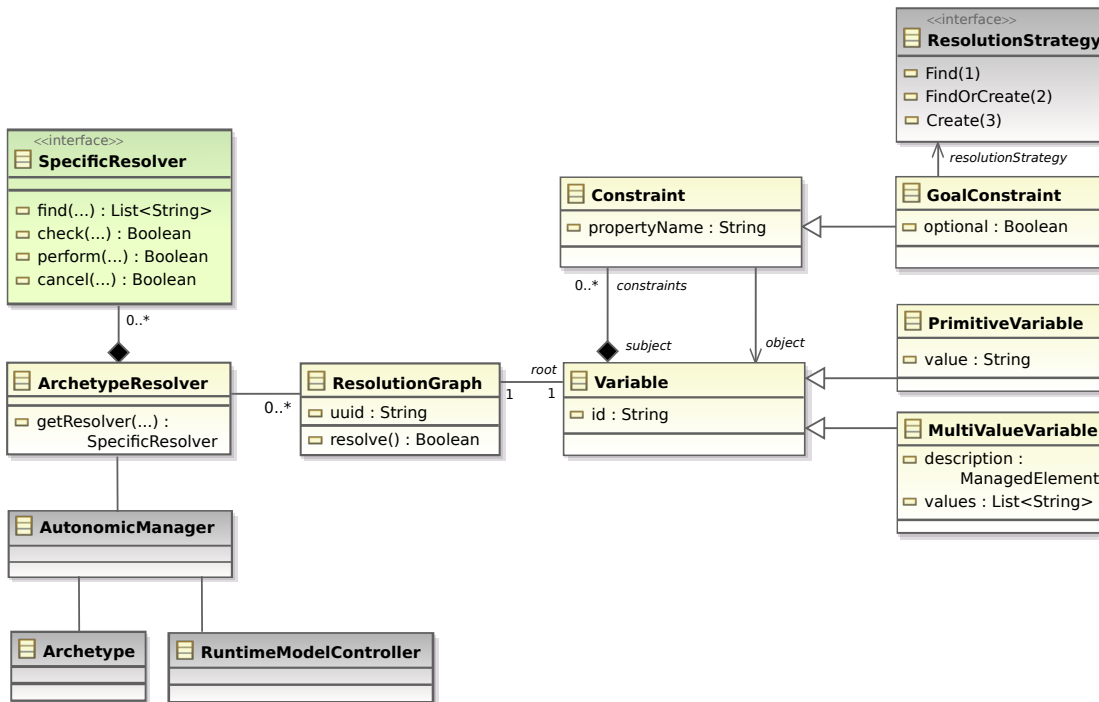 <<interface>>
ResolutionStrategy
Find(1)
FindOrCreate(2)
Create(3)
resolutionStrategy
<<interface>>
SpecificResolver
find(...) : List<String>
check(...) : Boolean
perform(...) : Boolean
cancel(...) : Boolean
0..*
Constraint
propertyName : String
GoalConstraint
optional : Boolean
0..*
constraints
subject
object
PrimitiveVariable
value : String
ArchetypeResolver
getResolver(...) :
SpecificResolver
0..*
ResolutionGraph
uuid : String
resolve() : Boolean
root
1
1
Variable
id : String
MultiValueVariable
description :
ManagedElement
values : List<String>
AutonomicManager
Archetype
RuntimeModelController